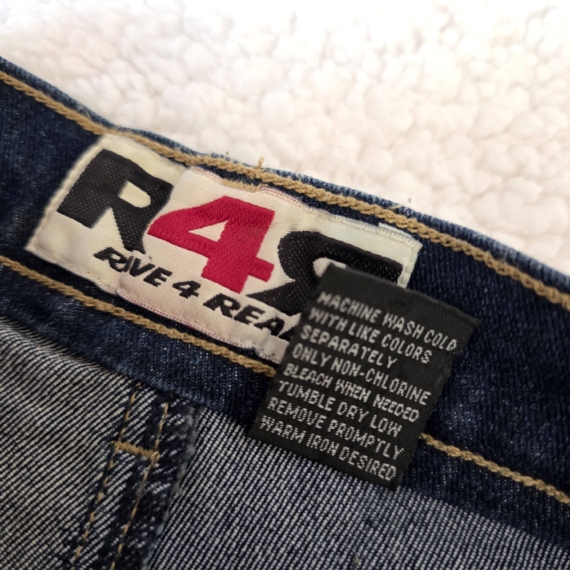 R4R
RAVE 4 REAL
MACHINE WASH COLD
WITH LIKE COLORS
SEPARATELY
ONLY NON-CHLORINE
BLEACH WHEN NEEDED
TUMBLE DRY LOW
REMOVE PROMPTLY
WARM IRON DESIRED